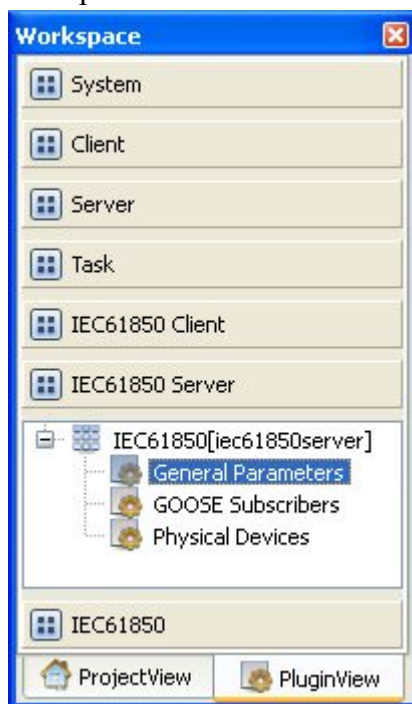 Workspace
System
Client
Server
Task
IEC61850 Client
IEC61850 Server
IEC61850[iec61850server]
General Parameters
GOOSE Subscribers
Physical Devices
IEC61850
ProjectView PluginView